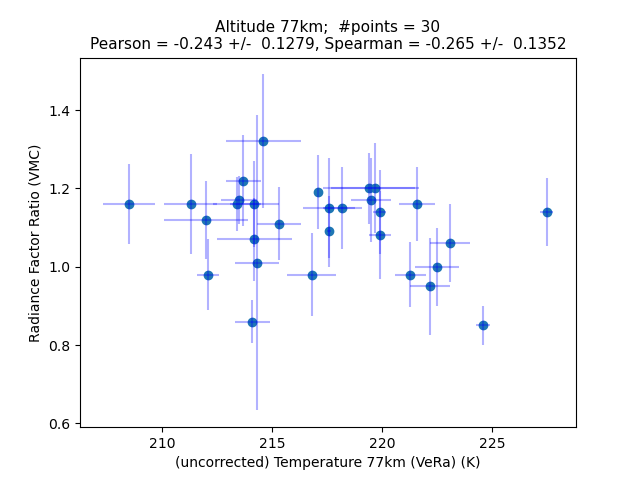 Altitude 77km;  #points = 30
Pearson = -0.243 +/-  0.1279, Spearman = -0.265 +/-  0.1352
1.4
1.2
1.0
0.8
0.6
Radiance Factor Ratio (VMC)
210 215 220 225
(uncorrected) Temperature 77km (VeRa) (K)